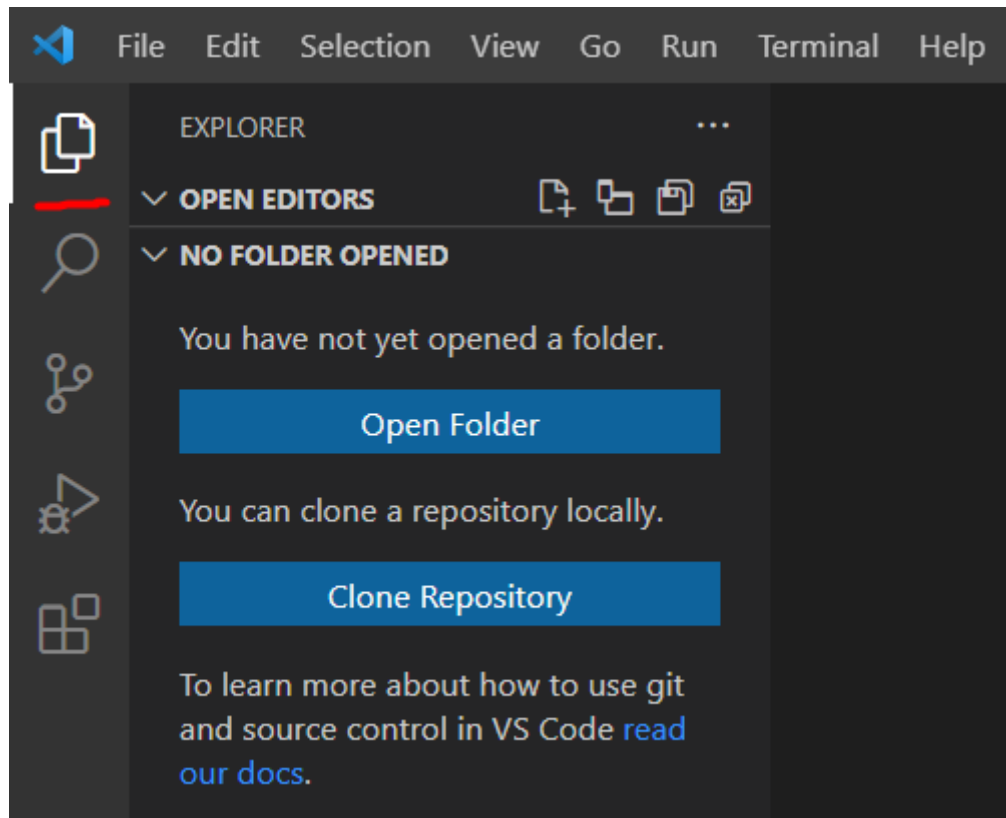 File Edit Selection View Go Run Terminal Help
EXPLORER
OPEN EDITORS
NO FOLDER OPENED
You have not yet opened a folder.
Open Folder
You can clone a repository locally.
Clone Repository
To learn more about how to use git
and source control in VS Code read
our docs.